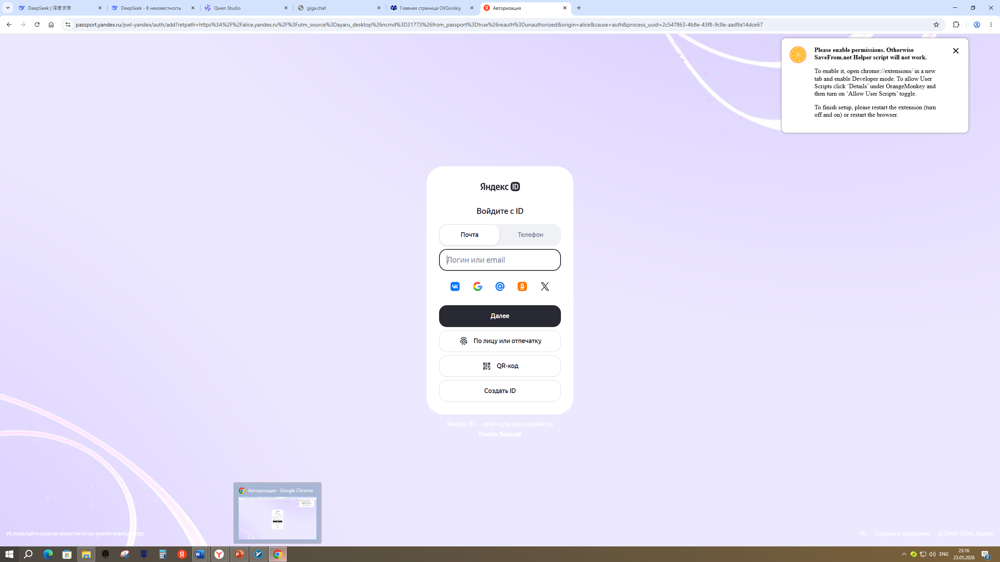 DeepSeek | 深度求索
DeepSeek - В неизвестность
Qwen Studio
giga.chat
Главная страница OVGorskiy
Авторизация
passport.yandex.ru/pwl-yandex/auth/add?retpath=https%3A%2F%2Falice.yandex.ru%2F%3Futm_source%3Dayaru_desktop%26ncrnd%3D31773%26from_passport%3Dtrue%26reauth%3Dunauthorized&origin=alice&cause=auth&process_uuid=2c547863-4b8e-43f8-9c8e-aad9a14dce67
Please enable permissions. Otherwise
SaveFrom.net Helper script will not work.
To enable it, open chrome://extensions/ in a new
tab and enable Developer mode. To allow User
Scripts click ‘Details’ under OrangeMonkey and
then turn on ‘Allow User Scripts’ toggle.
To finish setup, please restart the extension (turn
off and on) or restart the browser.
Яндекс ID
Войдите с ID
Почта
Телефон
Логин или email
Далее
По лицу или отпечатку
QR-код
Создать ID
Яндекс ID — ключ для всех сервисов
Узнать больше
Авторизация - Google Chrome
Используйте режим инкогнито на чужом компьютере
Ru
Справка и поддержка
© 2001–2026, Яндекс
ENG
23:16
23.05.2026
2